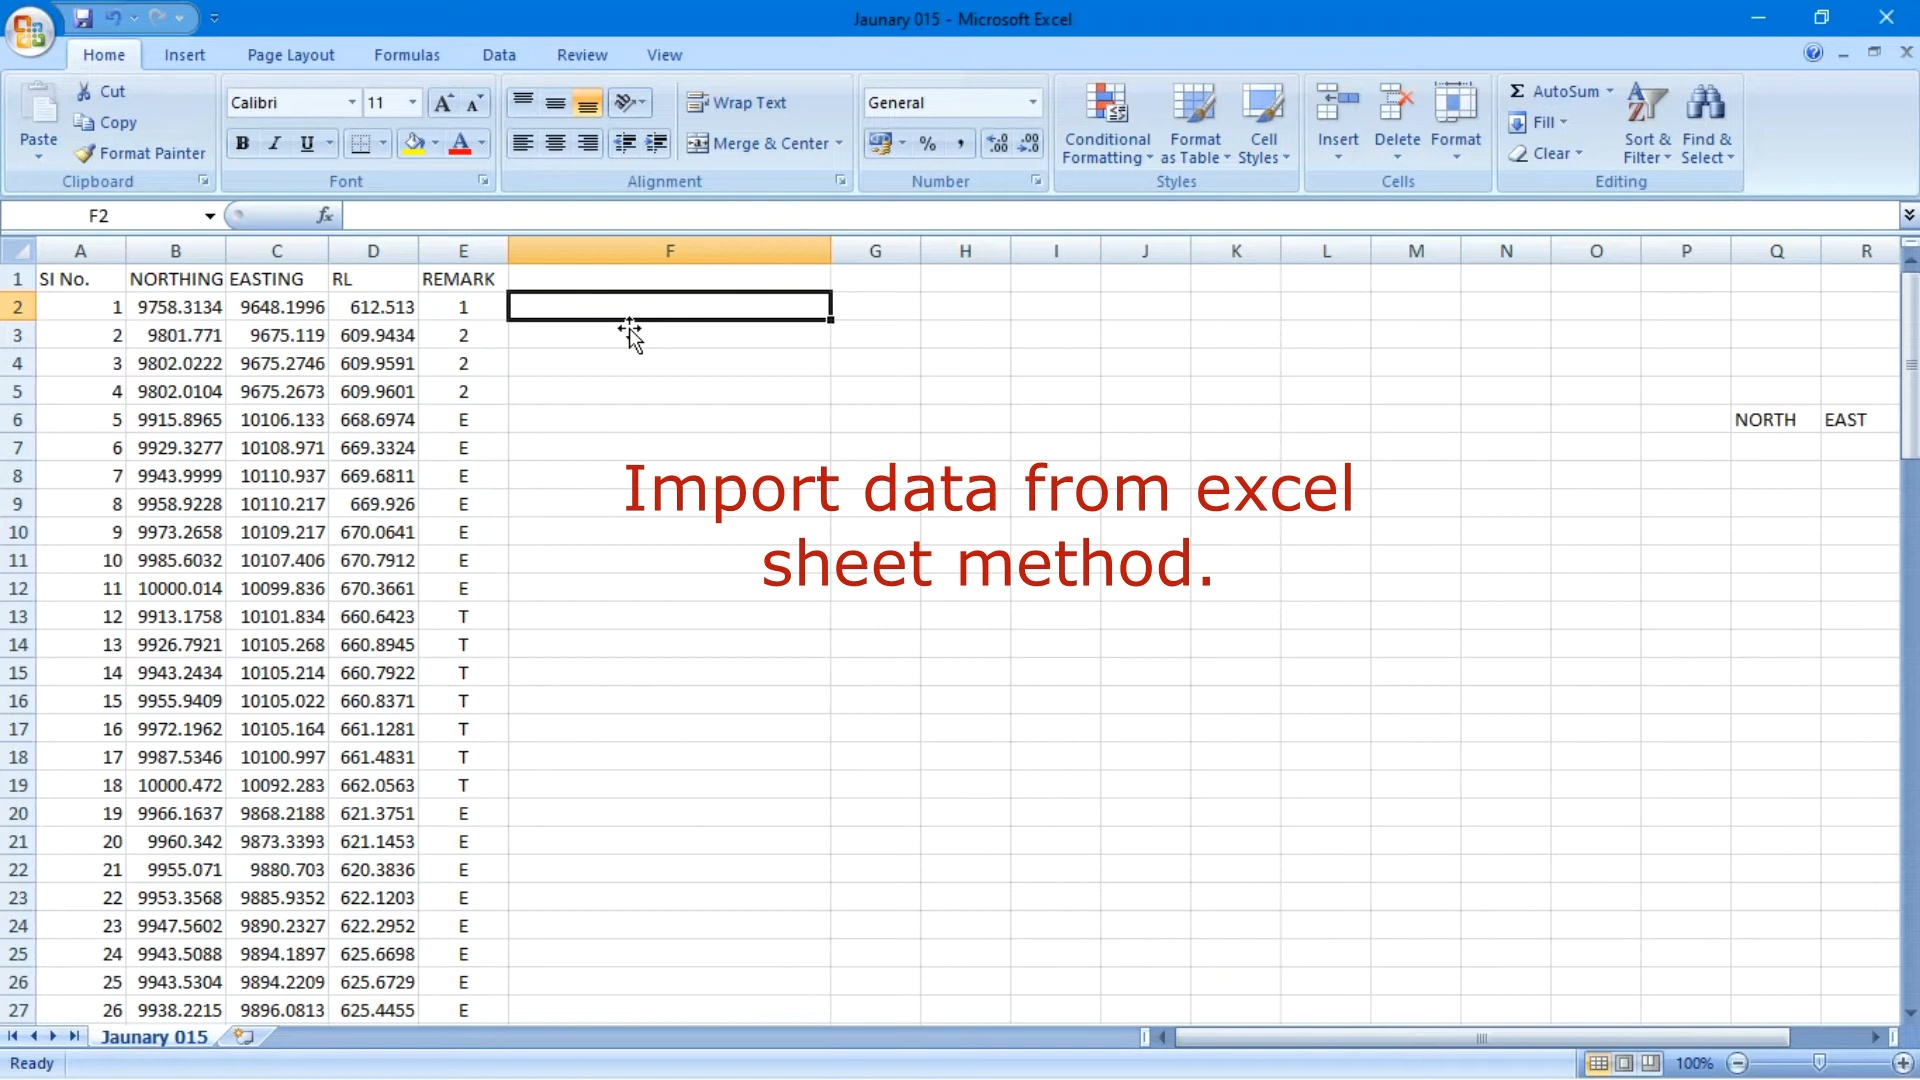 Jaunary 015 - Microsoft Excel
Home Insert Page Layout Formulas Data Review View
Paste
Cut
Copy
Format Painter
Clipboard
Calibri 11
B I U A
Font
Wrap Text
Merge & Center
Alignment
General
% ,
Number
Conditional Formatting
Format as Table
Cell Styles
Styles
Insert Delete Format
Cells
Σ AutoSum
Fill
Clear
Sort & Filter
Find & Select
Editing
F2 fx
A B C D E F G H I J K L M N O P Q R
1 SI No. NORTHING EASTING RL REMARK
2 1 9758.3134 9648.1996 612.513 1
3 2 9801.771 9675.119 609.9434 2
4 3 9802.0222 9675.2746 609.9591 2
5 4 9802.0104 9675.2673 609.9601 2
6 5 9915.8965 10106.133 668.6974 E NORTH EAST
7 6 9929.3277 10108.971 669.3324 E
8 7 9943.9999 10110.937 669.6811 E
9 8 9958.9228 10110.217 669.926 E
10 9 9973.2658 10109.217 670.0641 E
11 10 9985.6032 10107.406 670.7912 E
12 11 10000.014 10099.836 670.3661 E
13 12 9913.1758 10101.834 660.6423 T
14 13 9926.7921 10105.268 660.8945 T
15 14 9943.2434 10105.214 660.7922 T
16 15 9955.9409 10105.022 660.8371 T
17 16 9972.1962 10105.164 661.1281 T
18 17 9987.5346 10100.997 661.4831 T
19 18 10000.472 10092.283 662.0563 T
20 19 9966.1637 9868.2188 621.3751 E
21 20 9960.342 9873.3393 621.1453 E
22 21 9955.071 9880.703 620.3836 E
23 22 9953.3568 9885.9352 622.1203 E
24 23 9947.5602 9890.2327 622.2952 E
25 24 9943.5088 9894.1897 625.6698 E
26 25 9943.5304 9894.2209 625.6729 E
27 26 9938.2215 9896.0813 625.4455 E
Import data from excel
sheet method.
Jaunary 015
Ready 100%